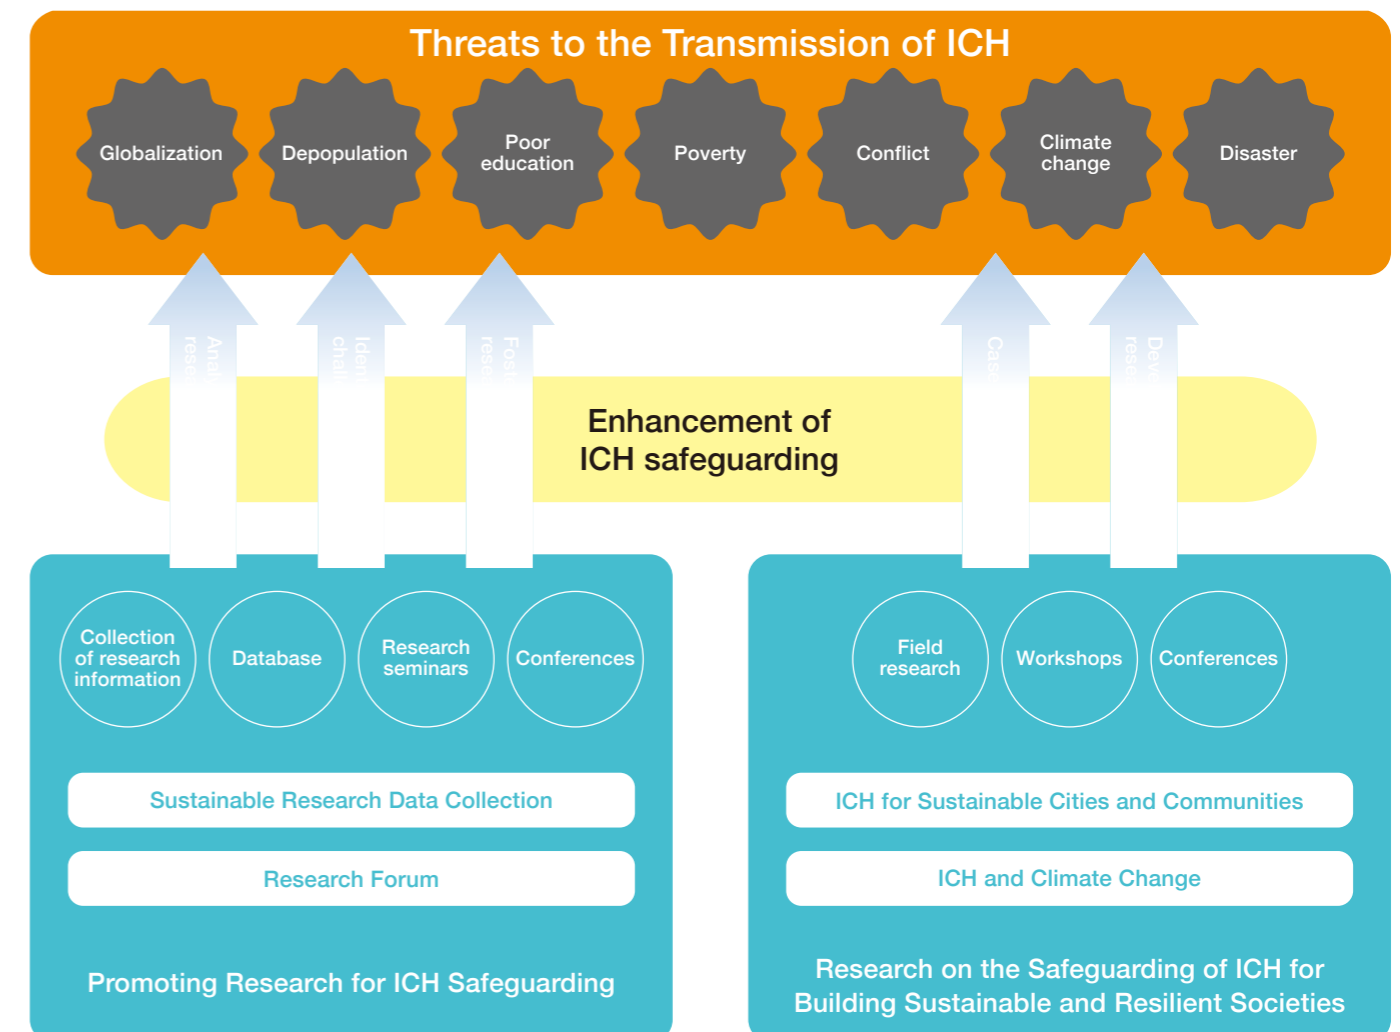 Threats to the Transmission of ICH
Globalization
Depopulation
Poor
education
Poverty
Conflict
Climate
change
Disaster
Case
Enhancement of
ICH safeguarding
Collection
of research
information
Database
Research
seminars
Conferences
Field
research
Workshops
Conferences
Sustainable Research Data Collection
Research Forum
Promoting Research for ICH Safeguarding
ICH for Sustainable Cities and Communities
ICH and Climate Change
Research on the Safeguarding of ICH for
Building Sustainable and Resilient Societies